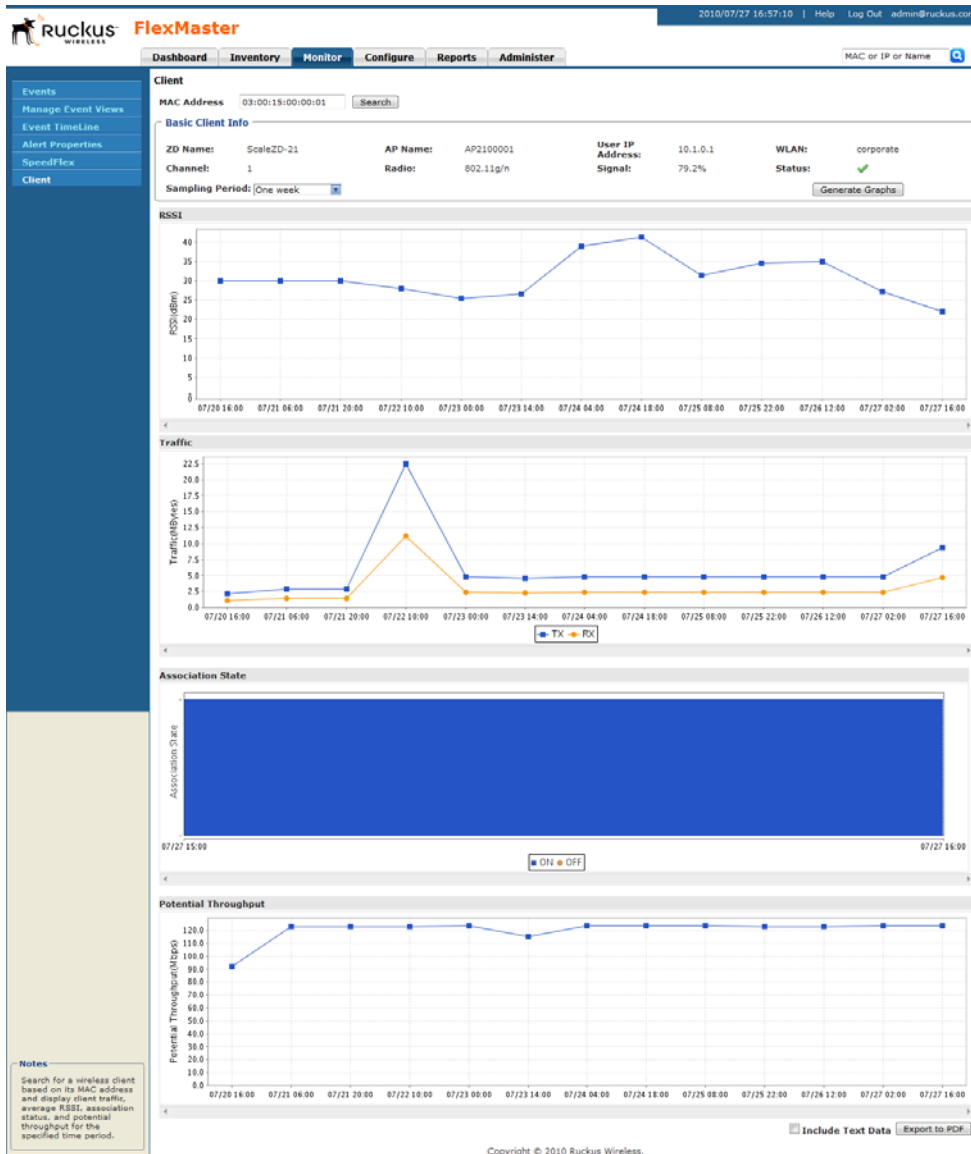 2010/07/27 16:57:10 | Help Log Out admin@ruckus.com
Ruckus WIRELESS FlexMaster
Dashboard Inventory Monitor Configure Reports Administer MAC or IP or Name
Events
Manage Event Views
Event TimeLine
Alert Properties
SpeedFlex
Client
Client
MAC Address 03:00:15:00:00:01 Search
Basic Client Info
ZD Name: ScaleZD-21 AP Name: AP2100001 User IP Address: 10.1.0.1 WLAN: corporate
Channel: 1 Radio: 802.11g/n Signal: 79.2% Status:
Sampling Period: One week Generate Graphs
RSSI
RSSI(dBm)
40
35
30
25
20
15
10
5
0
07/20 16:00 07/21 06:00 07/21 20:00 07/22 10:00 07/23 00:00 07/23 14:00 07/24 04:00 07/24 18:00 07/25 08:00 07/25 22:00 07/26 12:00 07/27 02:00 07/27 16:00
Traffic
Traffic(MBytes)
22.5
20.0
17.5
15.0
12.5
10.0
7.5
5.0
2.5
0.0
07/20 16:00 07/21 06:00 07/21 20:00 07/22 10:00 07/23 00:00 07/23 14:00 07/24 04:00 07/24 18:00 07/25 08:00 07/25 22:00 07/26 12:00 07/27 02:00 07/27 16:00
TX RX
Association State
Association State
07/27 15:00 07/27 16:00
ON OFF
Potential Throughput
Potential Throughput(Mbps)
120.0
110.0
100.0
90.0
80.0
70.0
60.0
50.0
40.0
30.0
20.0
10.0
0.0
07/20 16:00 07/21 06:00 07/21 20:00 07/22 10:00 07/23 00:00 07/23 14:00 07/24 04:00 07/24 18:00 07/25 08:00 07/25 22:00 07/26 12:00 07/27 02:00 07/27 16:00
Notes
Search for a wireless client
based on its MAC address
and display client traffic,
average RSSI, association
status, and potential
throughput for the
specified time period.
Include Text Data Export to PDF
Copyright © 2010 Ruckus Wireless.